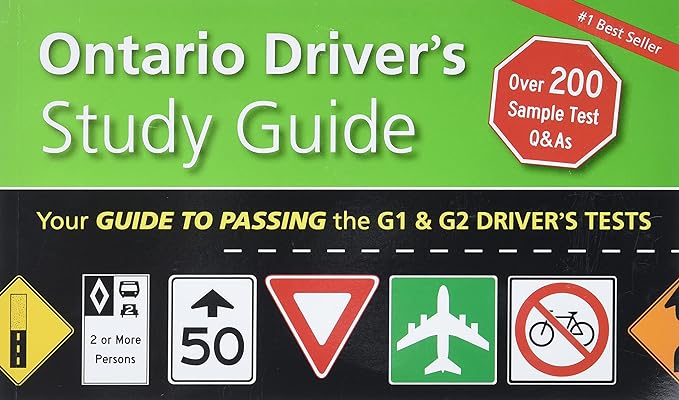 #1 Best Seller
Ontario Driver's
Study Guide
Over 200
Sample Test
Q&As
Your GUIDE TO PASSING the G1 & G2 DRIVER'S TESTS
2 or More
Persons
50